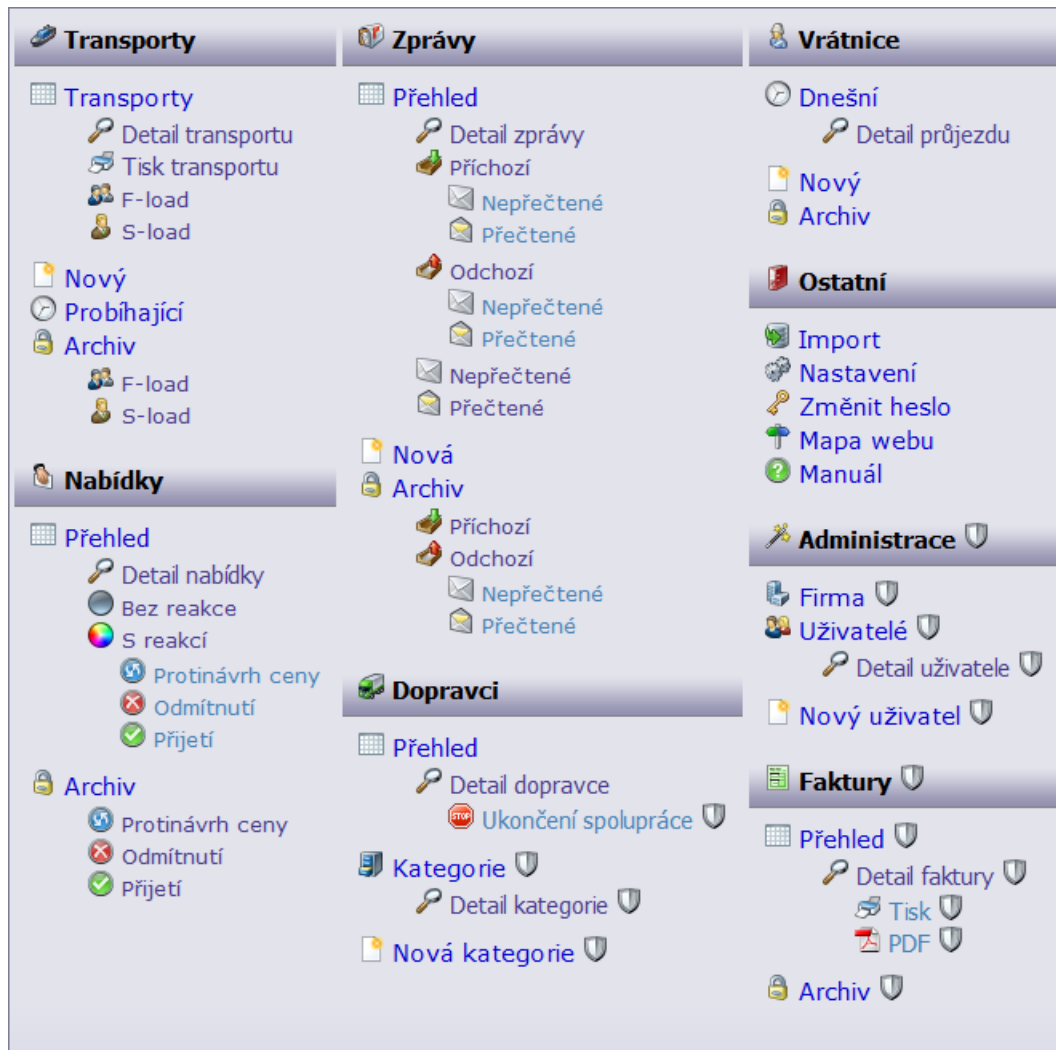 Transporty
Transporty
Detail transportu
Tisk transportu
F-load
S-load
Nový
Probíhající
Archiv
F-load
S-load
Nabídky
Přehled
Detail nabídky
Bez reakce
S reakcí
Protinávrh ceny
Odmítnutí
Přijetí
Archiv
Protinávrh ceny
Odmítnutí
Přijetí
Zprávy
Přehled
Detail zprávy
Příchozí
Nepřečtené
Přečtené
Odchozí
Nepřečtené
Přečtené
Nepřečtené
Přečtené
Nová
Archiv
Příchozí
Odchozí
Nepřečtené
Přečtené
Dopravci
Přehled
Detail dopravce
STOP Ukončení spolupráce
Kategorie
Detail kategorie
Nová kategorie
Vrátnice
Dnešní
Detail průjezdu
Nový
Archiv
Ostatní
Import
Nastavení
Změnit heslo
Mapa webu
Manuál
Administrace
Firma
Uživatelé
Detail uživatele
Nový uživatel
Faktury
Přehled
Detail faktury
Tisk
PDF
Archiv